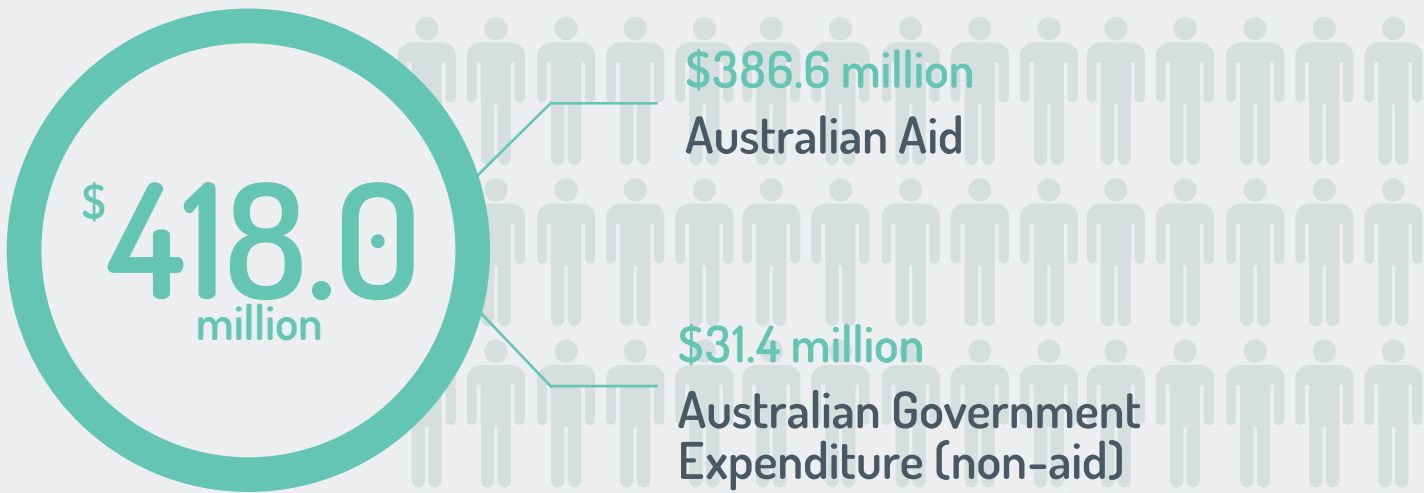 $418.0
million
$386.6 million
Australian Aid
$31.4 million
Australian Government
Expenditure (non-aid)